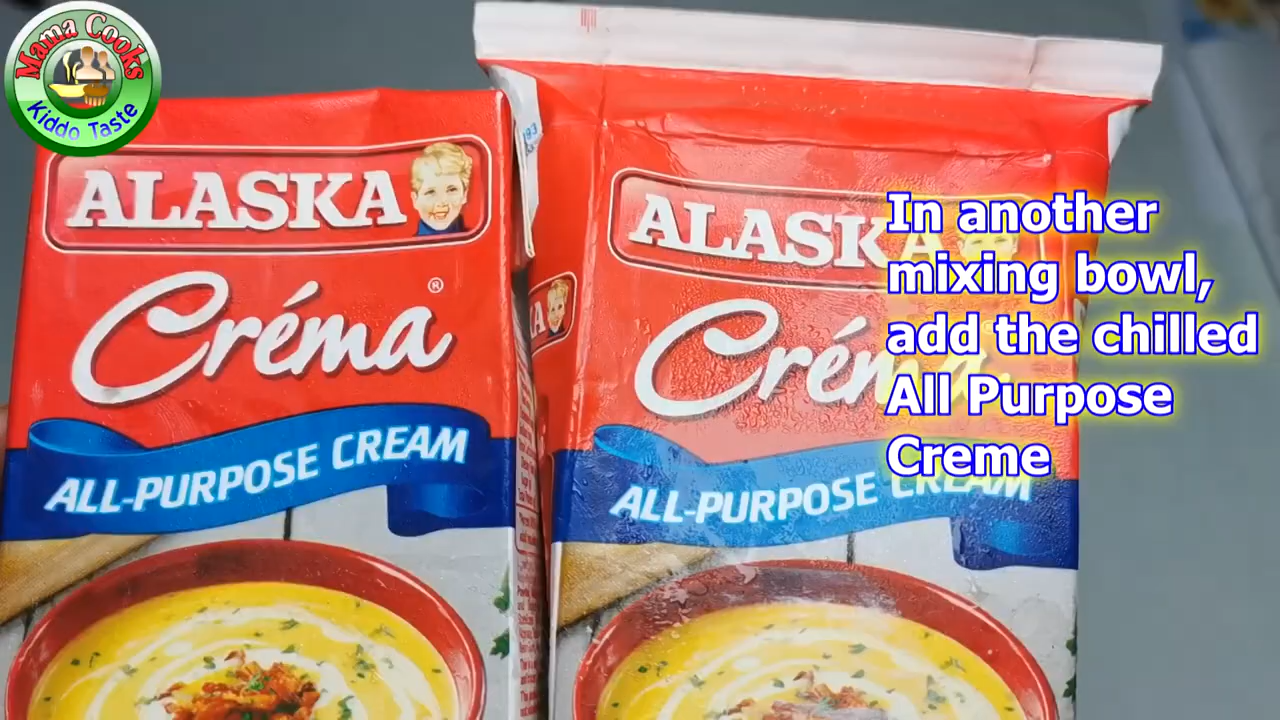 Mama Cooks
Kiddo Taste
ALASKA
Créma®
ALL-PURPOSE CREAM
ALASKA
Créma
ALL-PURPOSE CREAM
In another
mixing bowl,
add the chilled
All Purpose
Creme